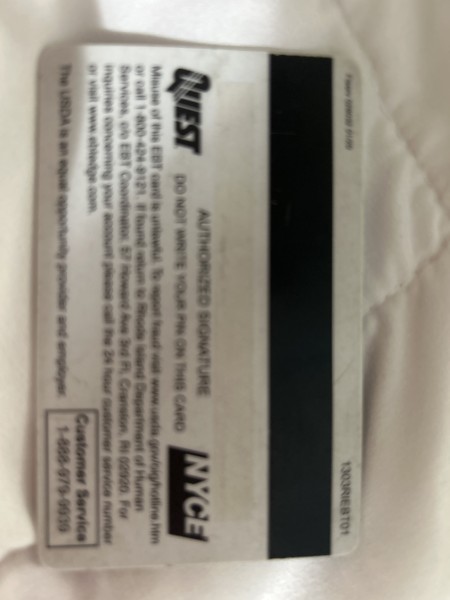 1303RIEBT01
AUTHORIZED SIGNATURE
QUEST
DO NOT WRITE YOUR PIN ON THIS CARD
NYCE
Misuse of this EBT card is unlawful. To report fraud visit www.usda.gov/oig/hotline.htm
or call 1-800-424-9121. If found return to Rhode Island Department of Human
Services, c/o EBT Coordinator, 57 Howard Ave 3rd Fl, Cranston, RI 02920. For
inquiries concerning your account please call the 24 hour customer service number
or visit www.ebtedge.com.
The USDA is an equal opportunity provider and employer.
Customer Service
1-888-979-9939